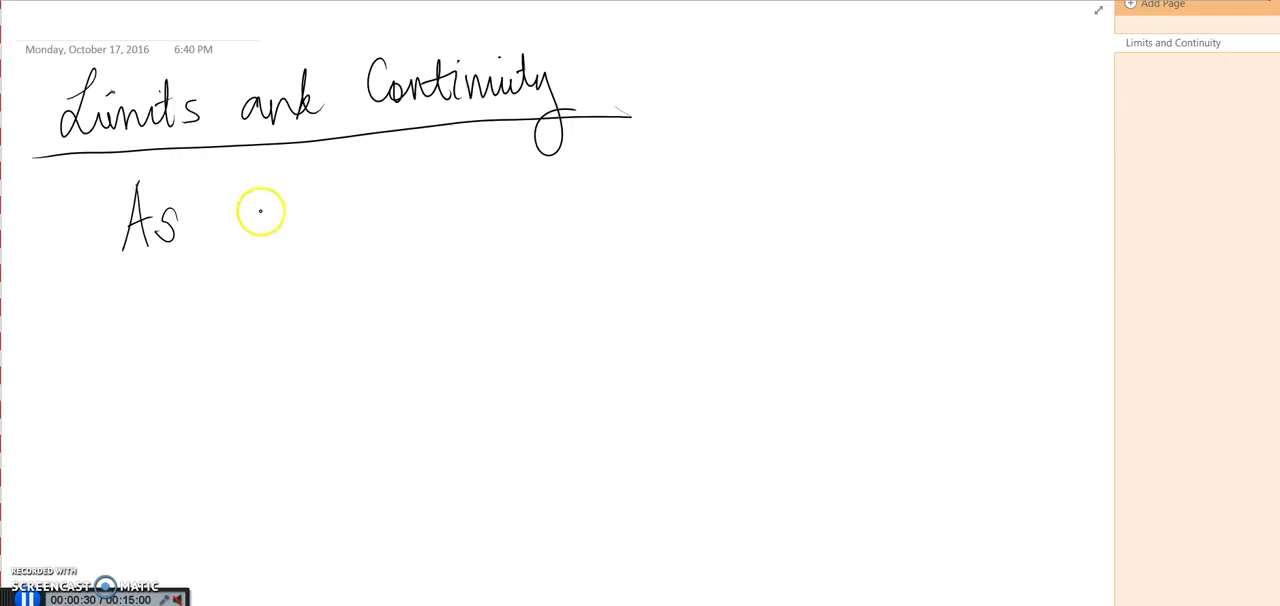 Add Page
Monday, October 17, 2016 6:40 PM
Limits and Continuity
Limits and Continuity
As
RECORDED WITH
SCREENCAST MATIC
00:00:30 / 00:15:00